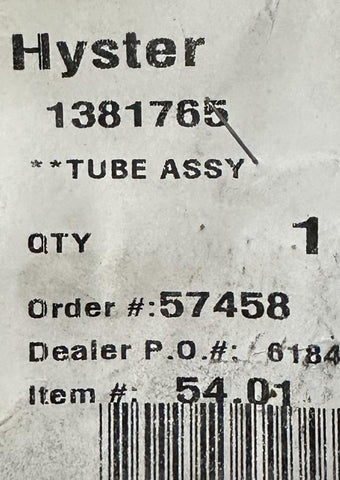 Hyster
1381765
**TUBE ASSY
QTY 1
Order #:57458
Dealer P.O.#: 6184
Item #: 54.01